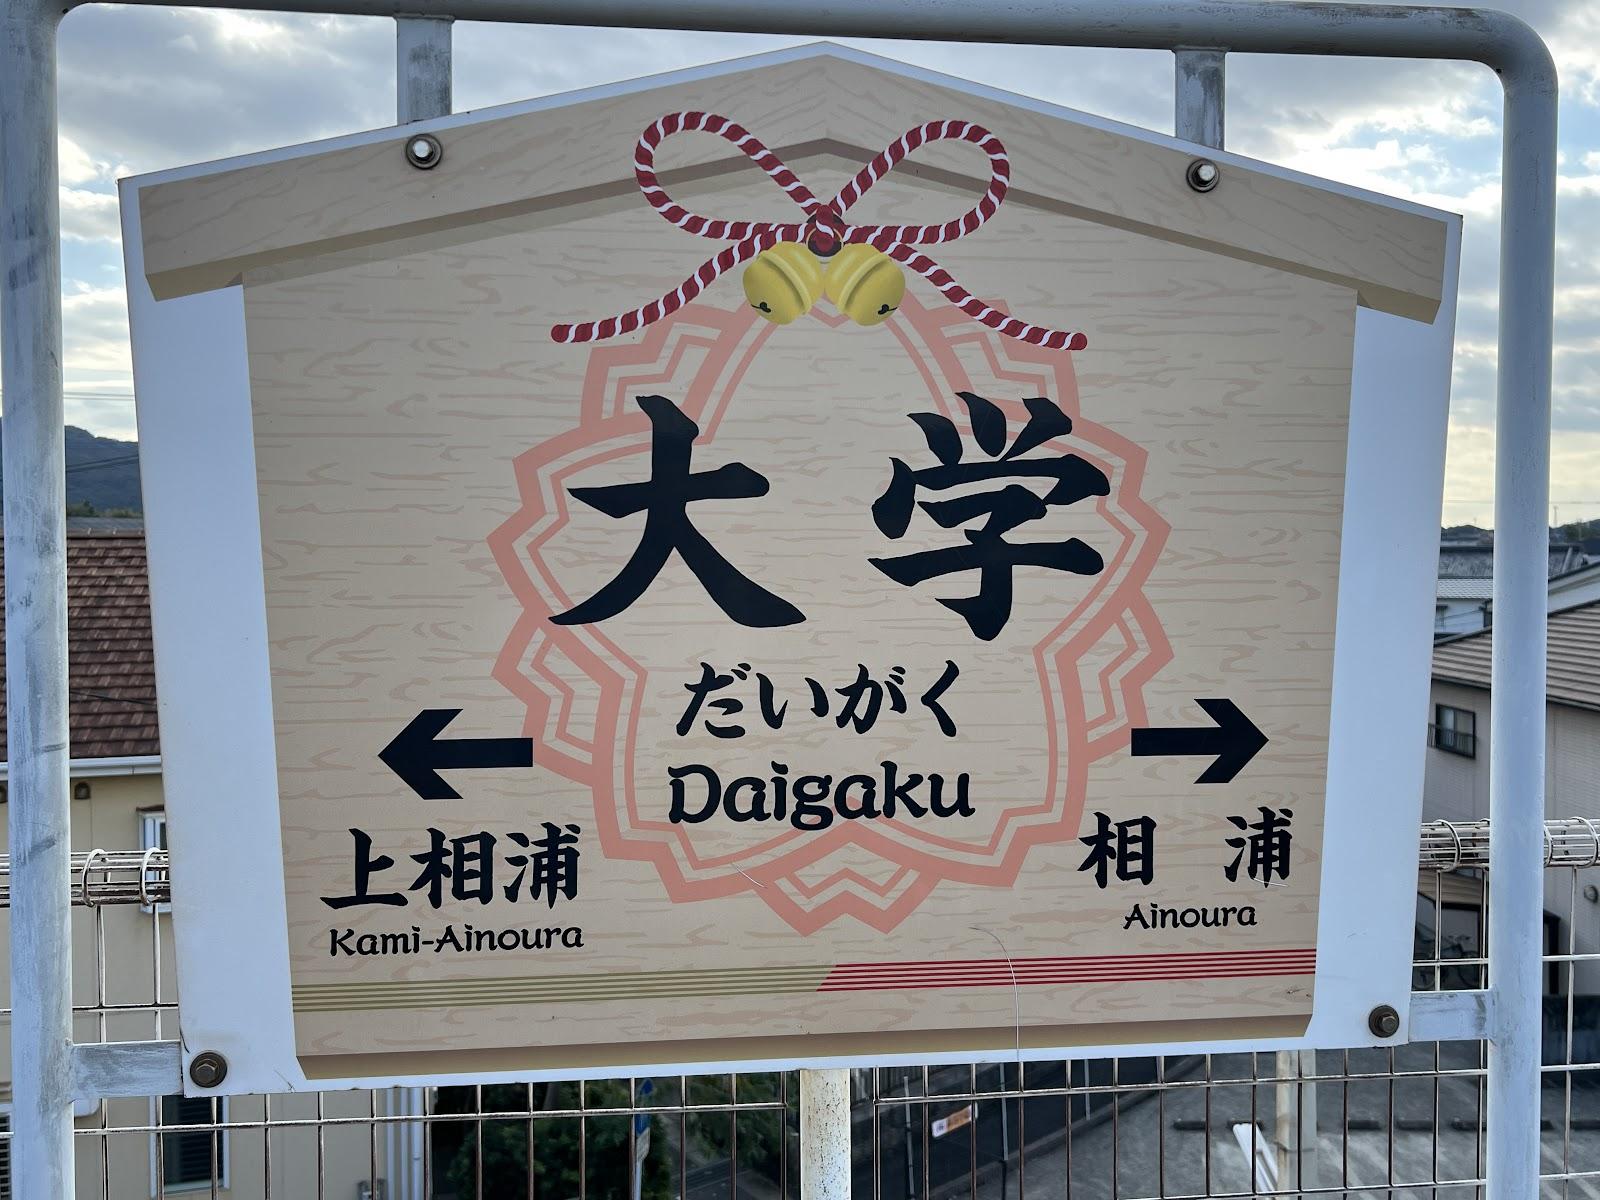 大学
だいがく
Daigaku
上相浦
Kami-Ainoura
相浦
Ainoura